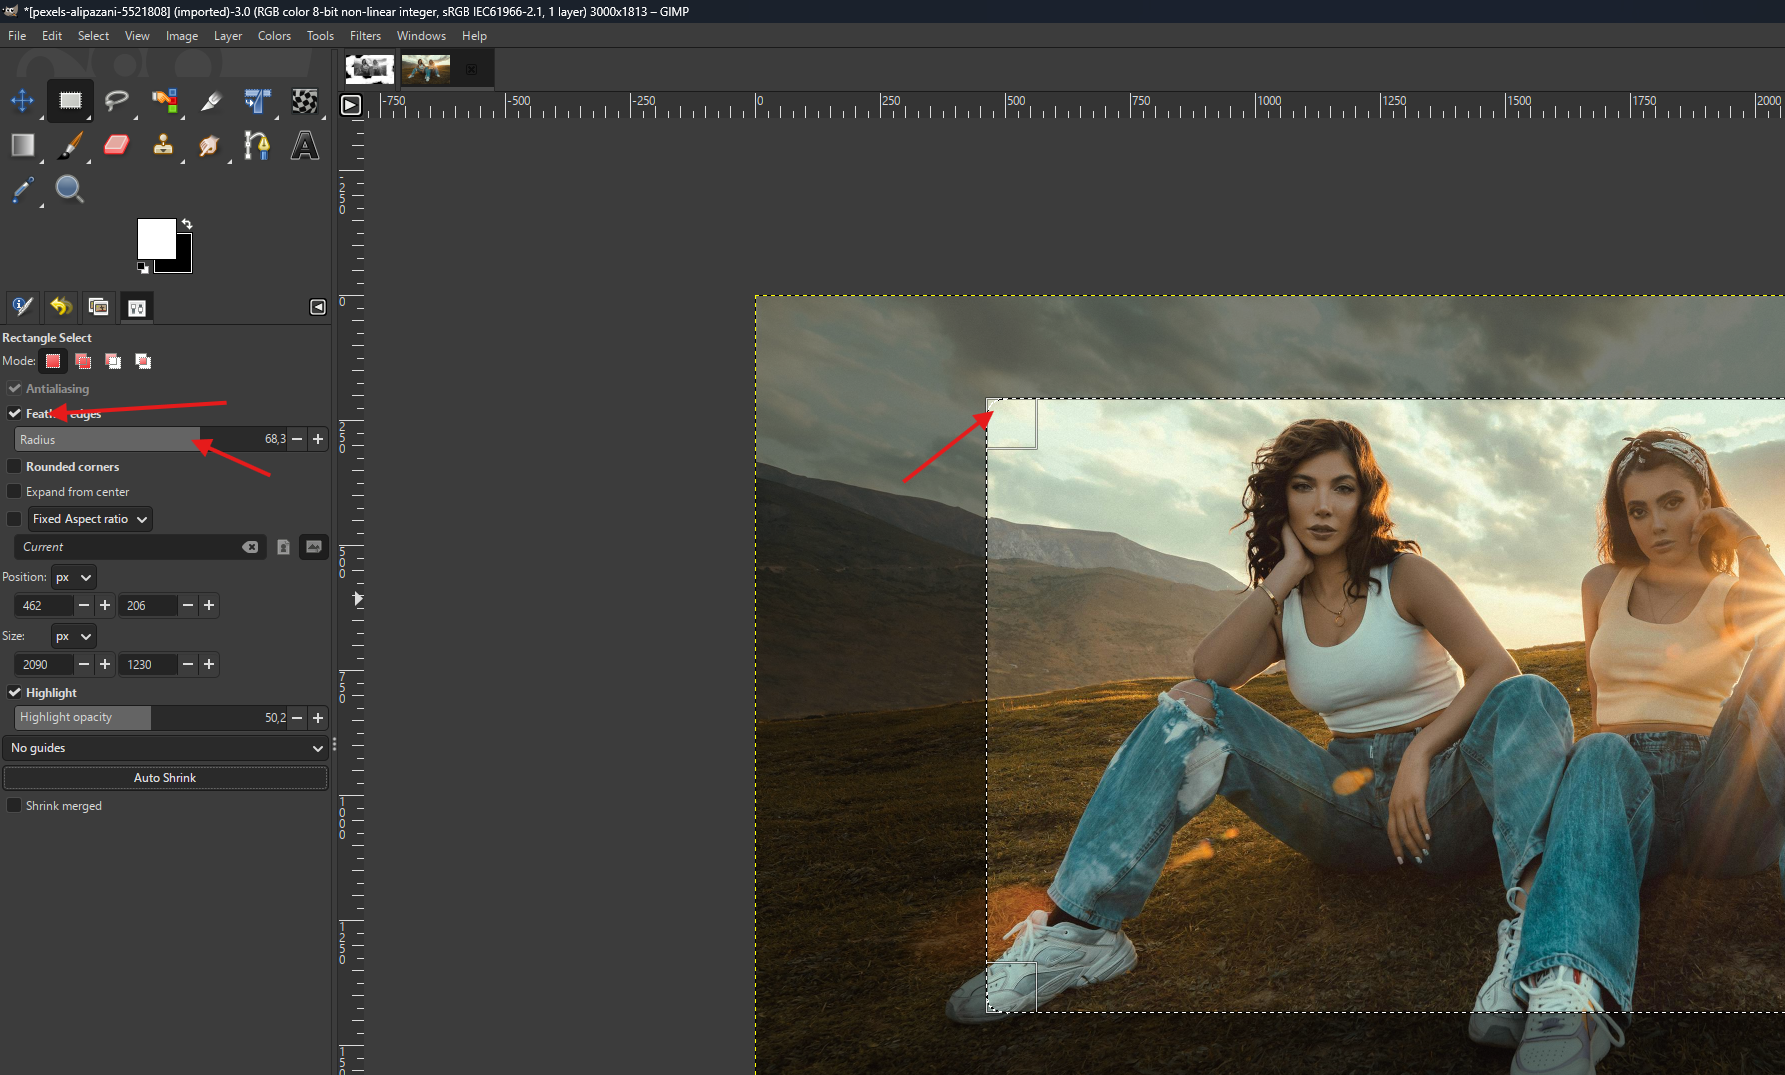 *[pexels-alipazani-5521808] (imported)-3.0 (RGB color 8-bit non-linear integer, sRGB IEC61966-2.1, 1 layer) 3000x1813 – GIMP
File Edit Select View Image Layer Colors Tools Filters Windows Help
-750 -500 -250 0 250 500 750 1000 1250 1500 1750 2000
-250
0
250
500
750
1000
1250
150
Rectangle Select
Mode:
Antialiasing
Feather edges
Radius 68,3
Rounded corners
Expand from center
Fixed Aspect ratio
Current
Position: px
462 206
Size: px
2090 1230
Highlight
Highlight opacity 50,2
No guides
Auto Shrink
Shrink merged